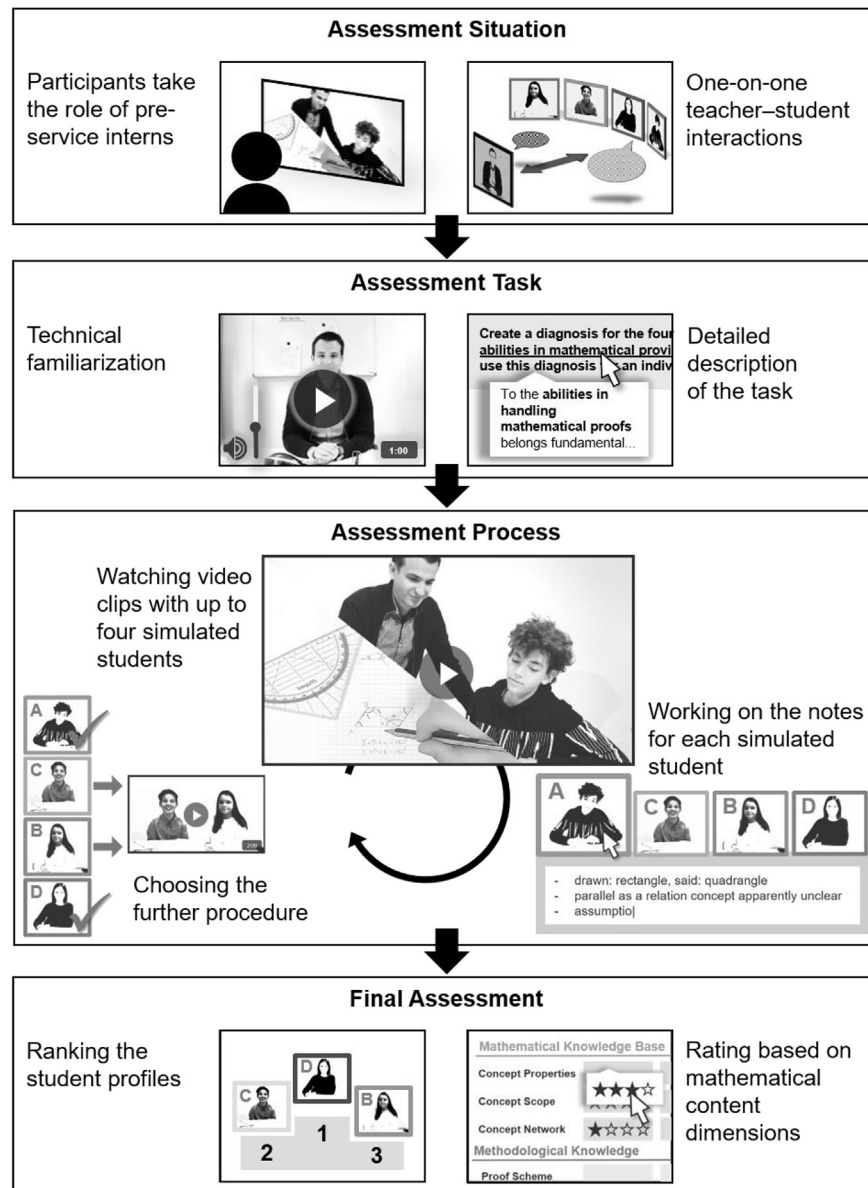 Assessment Situation
Participants take
the role of pre-
service interns
One-on-one
teacher–student
interactions
Assessment Task
Technical
familiarization
1:00
Create a diagnosis for the four
abilities in mathematical provi
use this diagnosis an indiv
To the abilities in
handling
mathematical proofs
belongs fundamental...
Detailed
description
of the task
Assessment Process
Watching video
clips with up to
four simulated
students
A
C
B
D
2:00
Choosing the
further procedure
Working on the notes
for each simulated
student
A
C
B
D
- drawn: rectangle, said: quadrangle
- parallel as a relation concept apparently unclear
- assumptio|
Final Assessment
Ranking the
student profiles
D
C
B
1
2
3
Mathematical Knowledge Base
Concept Properties
Concept Scope
Concept Network
Methodological Knowledge
Proof Scheme
Rating based on
mathematical
content
dimensions